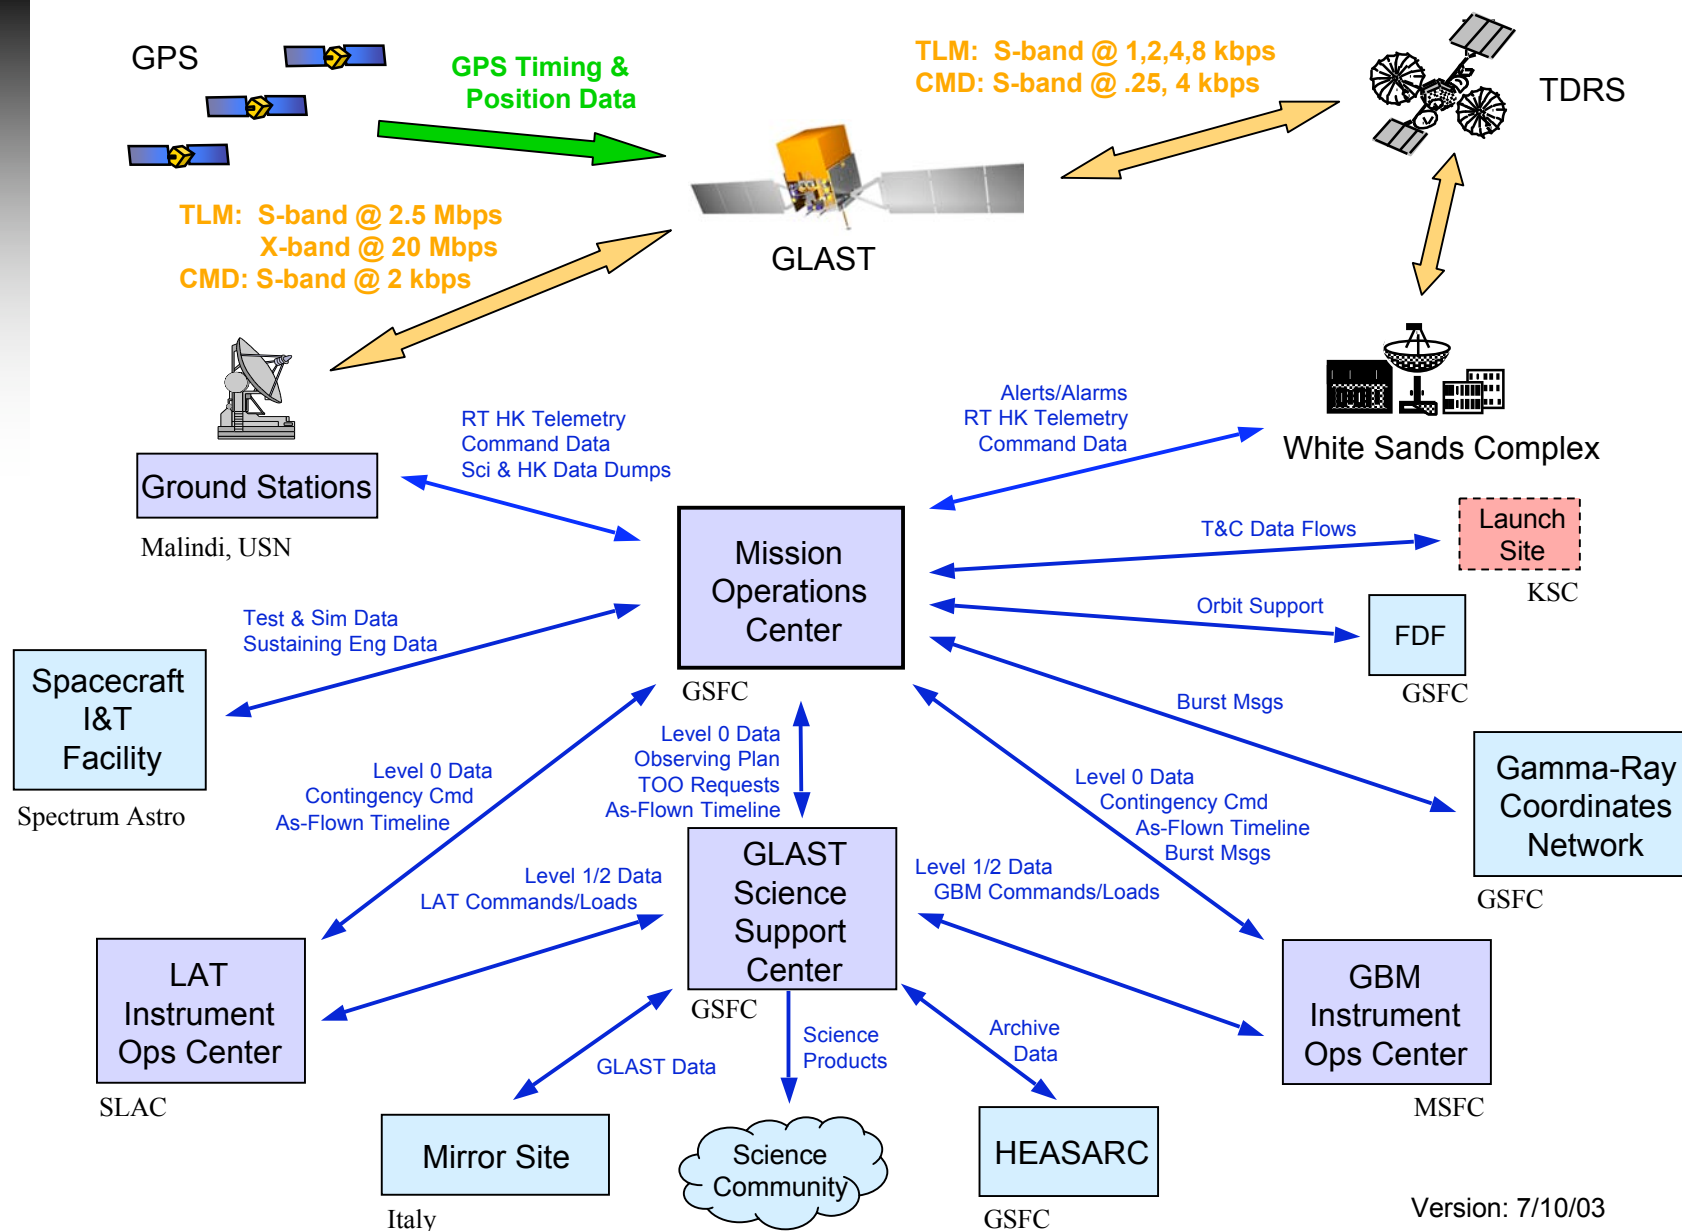 GPS
GPS Timing &
Position Data
TLM:  S-band @ 1,2,4,8 kbps
CMD: S-band @ .25, 4 kbps
TDRS
TLM:  S-band @ 2.5 Mbps
X-band @ 20 Mbps
CMD: S-band @ 2 kbps
GLAST
RT HK Telemetry
Command Data
Sci & HK Data Dumps
Alerts/Alarms
RT HK Telemetry
Command Data
White Sands Complex
Ground Stations
Malindi, USN
Mission
Operations
Center
GSFC
T&C Data Flows
Launch
Site
KSC
Orbit Support
FDF
GSFC
Test & Sim Data
Sustaining Eng Data
Spacecraft
I&T
Facility
Spectrum Astro
Burst Msgs
Gamma-Ray
Coordinates
Network
GSFC
Level 0 Data
Contingency Cmd
As-Flown Timeline
Level 0 Data
Observing Plan
TOO Requests
As-Flown Timeline
Level 0 Data
Contingency Cmd
As-Flown Timeline
Burst Msgs
Level 1/2 Data
LAT Commands/Loads
GLAST
Science
Support
Center
GSFC
Level 1/2 Data
GBM Commands/Loads
LAT
Instrument
Ops Center
SLAC
GBM
Instrument
Ops Center
MSFC
GLAST Data
Science
Products
Archive
Data
Mirror Site
Italy
Science
Community
HEASARC
GSFC
Version: 7/10/03